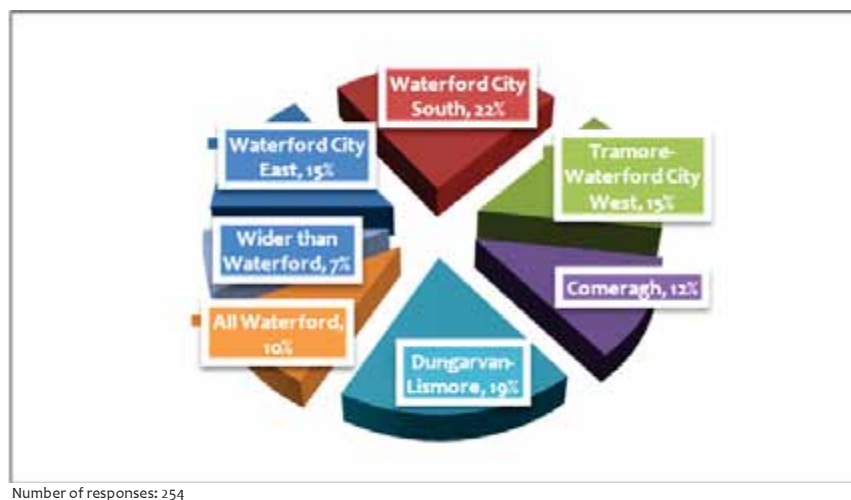 Waterford City
South, 22%
Waterford City
East, 15%
Tramore-
Waterford City
West, 15%
Wider than
Waterford, 7%
Comeragh, 12%
All Waterford,
10%
Dungarvan-
Lismore, 19%
Number of responses: 254